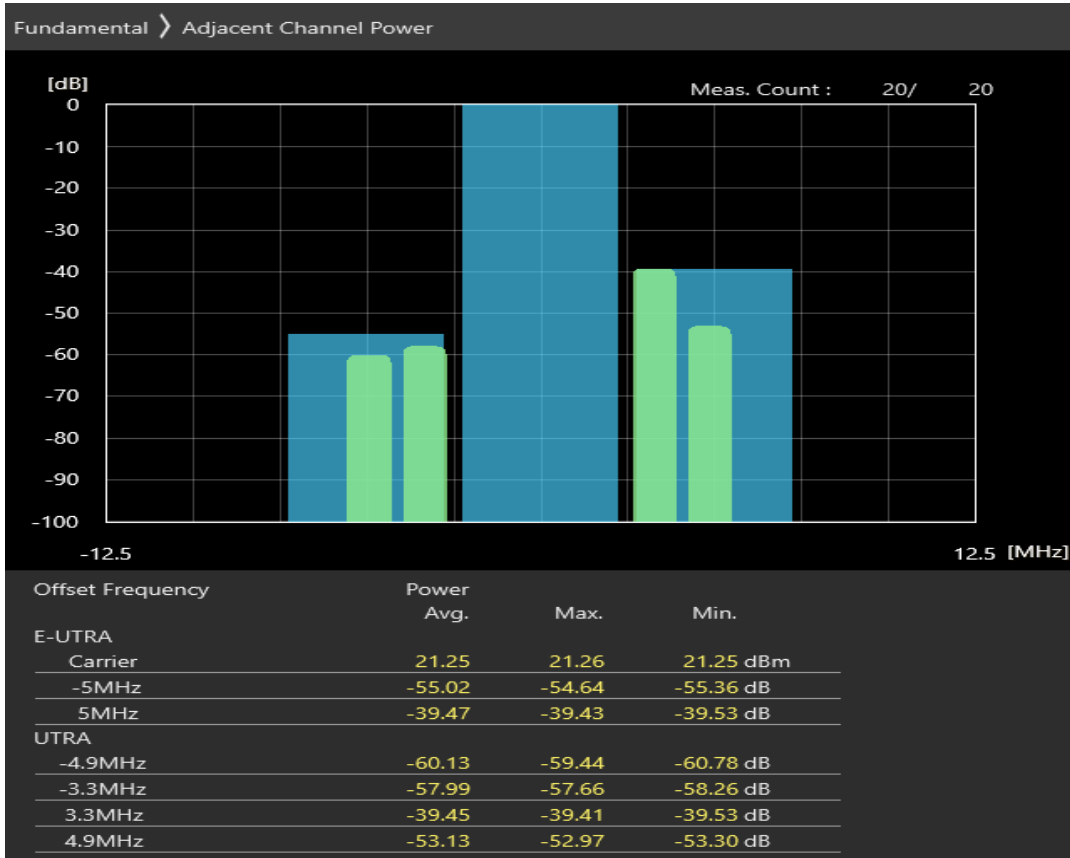 Fundamental 〉 Adjacent Channel Power
[dB]
Meas. Count : 20/ 20
0
-10
-20
-30
-40
-50
-60
-70
-80
-90
-100
-12.5 12.5 [MHz]
Offset Frequency Power
Avg. Max. Min.
E-UTRA
Carrier 21.25 21.26 21.25 dBm
-5MHz -55.02 -54.64 -55.36 dB
5MHz -39.47 -39.43 -39.53 dB
UTRA
-4.9MHz -60.13 -59.44 -60.78 dB
-3.3MHz -57.99 -57.66 -58.26 dB
3.3MHz -39.45 -39.41 -39.53 dB
4.9MHz -53.13 -52.97 -53.30 dB